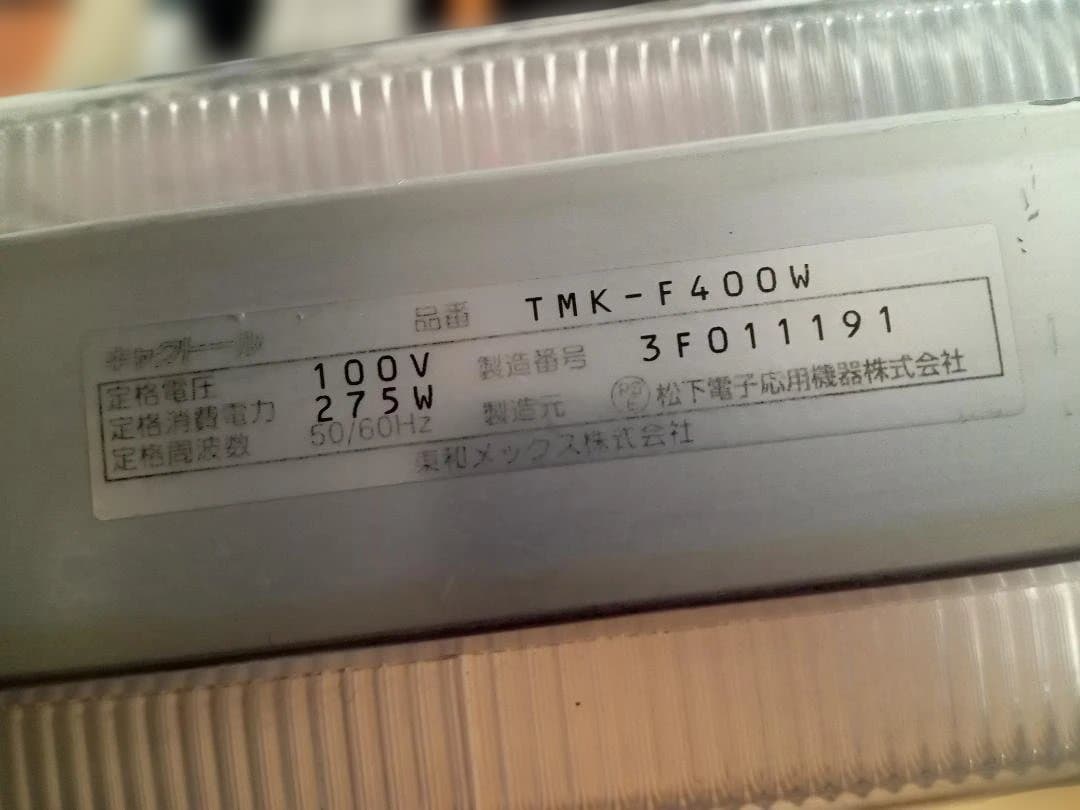 品番 TMK-F400W
定格電圧 100V 製造番号 3F011191
定格消費電力 275W 製造元 PSE 松下電子応用機器株式会社
定格周波数 50/60Hz
東和メックス株式会社